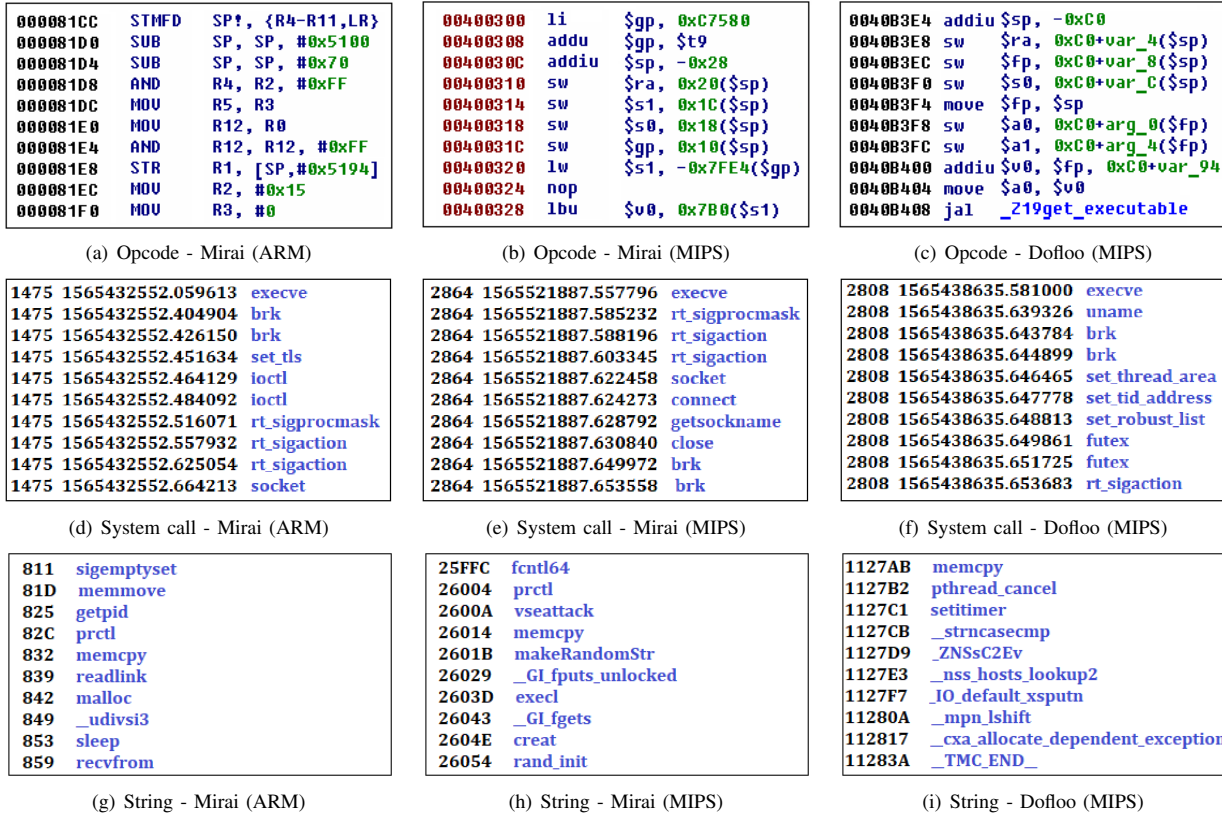 000081CC STMFD SP!, {R4-R11,LR}
000081D0 SUB SP, SP, #0x5100
000081D4 SUB SP, SP, #0x70
000081D8 AND R4, R2, #0xFF
000081DC MOV R5, R3
000081E0 MOV R12, R0
000081E4 AND R12, R12, #0xFF
000081E8 STR R1, [SP,#0x5194]
000081EC MOV R2, #0x15
000081F0 MOV R3, #0
(a) Opcode - Mirai (ARM)
00400300 li $gp, 0xC7580
00400308 addu $gp, $t9
0040030C addiu $sp, -0x28
00400310 sw $ra, 0x20($sp)
00400314 sw $s1, 0x1C($sp)
00400318 sw $s0, 0x18($sp)
0040031C sw $gp, 0x10($sp)
00400320 lw $s1, -0x7FE4($gp)
00400324 nop
00400328 lbu $v0, 0x7B0($s1)
(b) Opcode - Mirai (MIPS)
0040B3E4 addiu $sp, -0xC0
0040B3E8 sw $ra, 0xC0+var_4($sp)
0040B3EC sw $fp, 0xC0+var_8($sp)
0040B3F0 sw $s0, 0xC0+var_C($sp)
0040B3F4 move $fp, $sp
0040B3F8 sw $a0, 0xC0+arg_0($fp)
0040B3FC sw $a1, 0xC0+arg_4($fp)
0040B400 addiu $v0, $fp, 0xC0+var_94
0040B404 move $a0, $v0
0040B408 jal _Z19get_executable
(c) Opcode - Dofloo (MIPS)
1475 1565432552.059613 execve
1475 1565432552.404904 brk
1475 1565432552.426150 brk
1475 1565432552.451634 set_tls
1475 1565432552.464129 ioctl
1475 1565432552.484092 ioctl
1475 1565432552.516071 rt_sigprocmask
1475 1565432552.557932 rt_sigaction
1475 1565432552.625054 rt_sigaction
1475 1565432552.664213 socket
(d) System call - Mirai (ARM)
2864 1565521887.557796 execve
2864 1565521887.585232 rt_sigprocmask
2864 1565521887.588196 rt_sigaction
2864 1565521887.603345 rt_sigaction
2864 1565521887.622458 socket
2864 1565521887.624273 connect
2864 1565521887.628792 getsockname
2864 1565521887.630840 close
2864 1565521887.649972 brk
2864 1565521887.653558 brk
(e) System call - Mirai (MIPS)
2808 1565438635.581000 execve
2808 1565438635.639326 uname
2808 1565438635.643784 brk
2808 1565438635.644899 brk
2808 1565438635.646465 set_thread_area
2808 1565438635.647778 set_tid_address
2808 1565438635.648813 set_robust_list
2808 1565438635.649861 futex
2808 1565438635.651725 futex
2808 1565438635.653683 rt_sigaction
(f) System call - Dofloo (MIPS)
811 sigemptyset
81D memmove
825 getpid
82C prctl
832 memcpy
839 readlink
842 malloc
849 __udivsi3
853 sleep
859 recvfrom
(g) String - Mirai (ARM)
25FFC fcntl64
26004 prctl
2600A vseattack
26014 memcpy
2601B makeRandomStr
26029 __GI_fputs_unlocked
2603D execl
26043 __GI_fgets
2604E creat
26054 rand_init
(h) String - Mirai (MIPS)
1127AB memcpy
1127B2 pthread_cancel
1127C1 setitimer
1127CB __strncasecmp
1127D9 _ZNSsC2Ev
1127E3 __nss_hosts_lookup2
1127F7 _IO_default_xsputn
11280A __mpn_lshift
112817 __cxa_allocate_dependent_exception
11283A __TMC_END__
(i) String - Dofloo (MIPS)